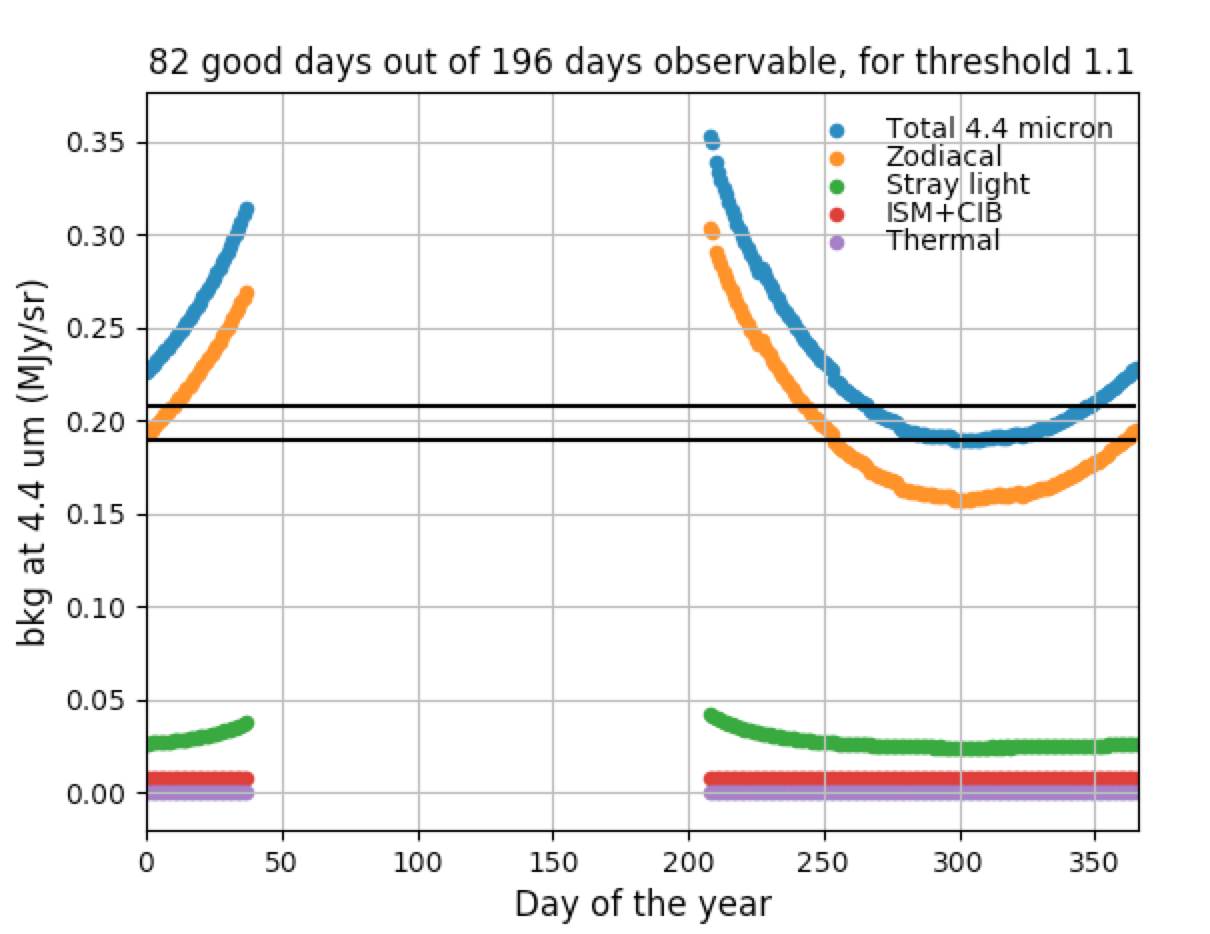 82 good days out of 196 days observable, for threshold 1.1
Total 4.4 micron
Zodiacal
Stray light
ISM+CIB
Thermal
bkg at 4.4 um (MJy/sr)
0.35
0.30
0.25
0.20
0.15
0.10
0.05
0.00
0 50 100 150 200 250 300 350
Day of the year